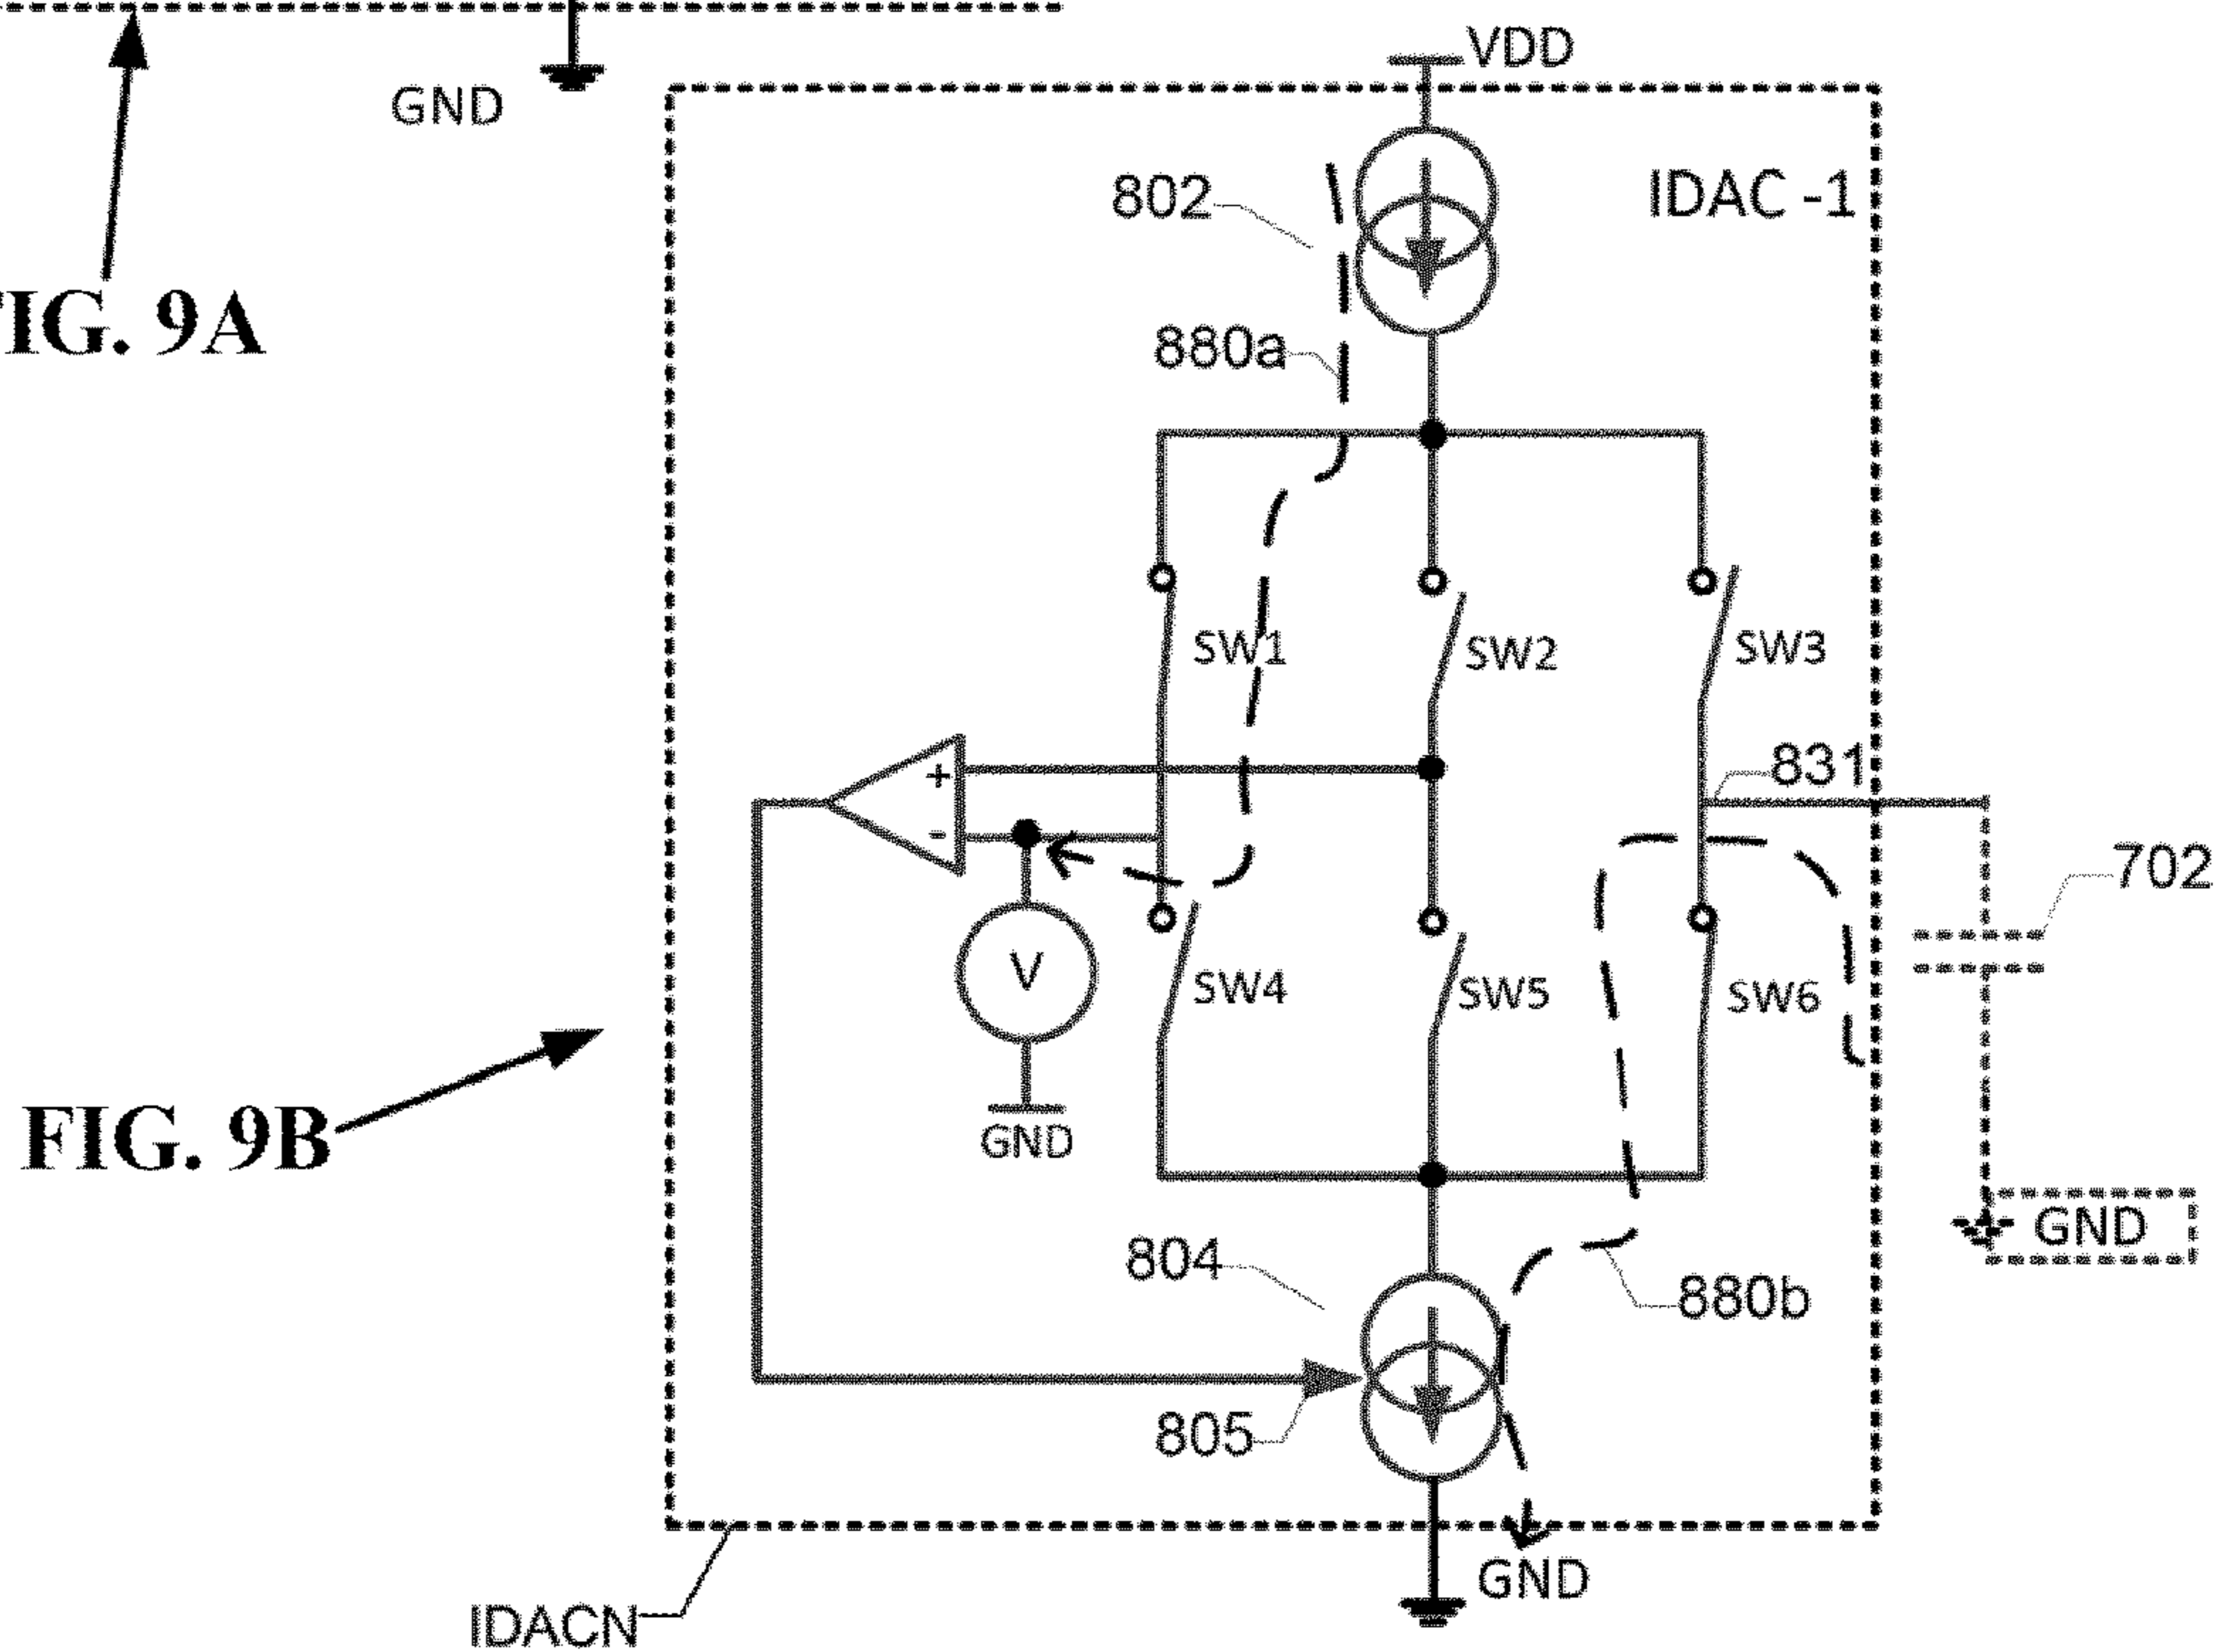 VDD
GND
802
IDAC -1
IG. 9A
880a
SW1
SW2
SW3
+
831
-
702
V
SW4
SW5
SW6
FIG. 9B
GND
GND
804
880b
805
GND
IDACN